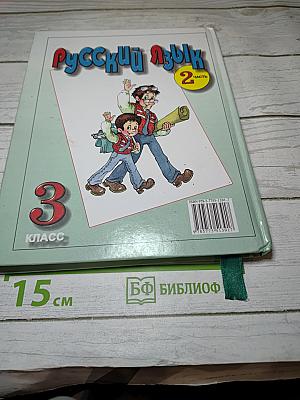 Русский Язык
2 часть
3
КЛАСС
15 см
БФ БИБЛИОФ